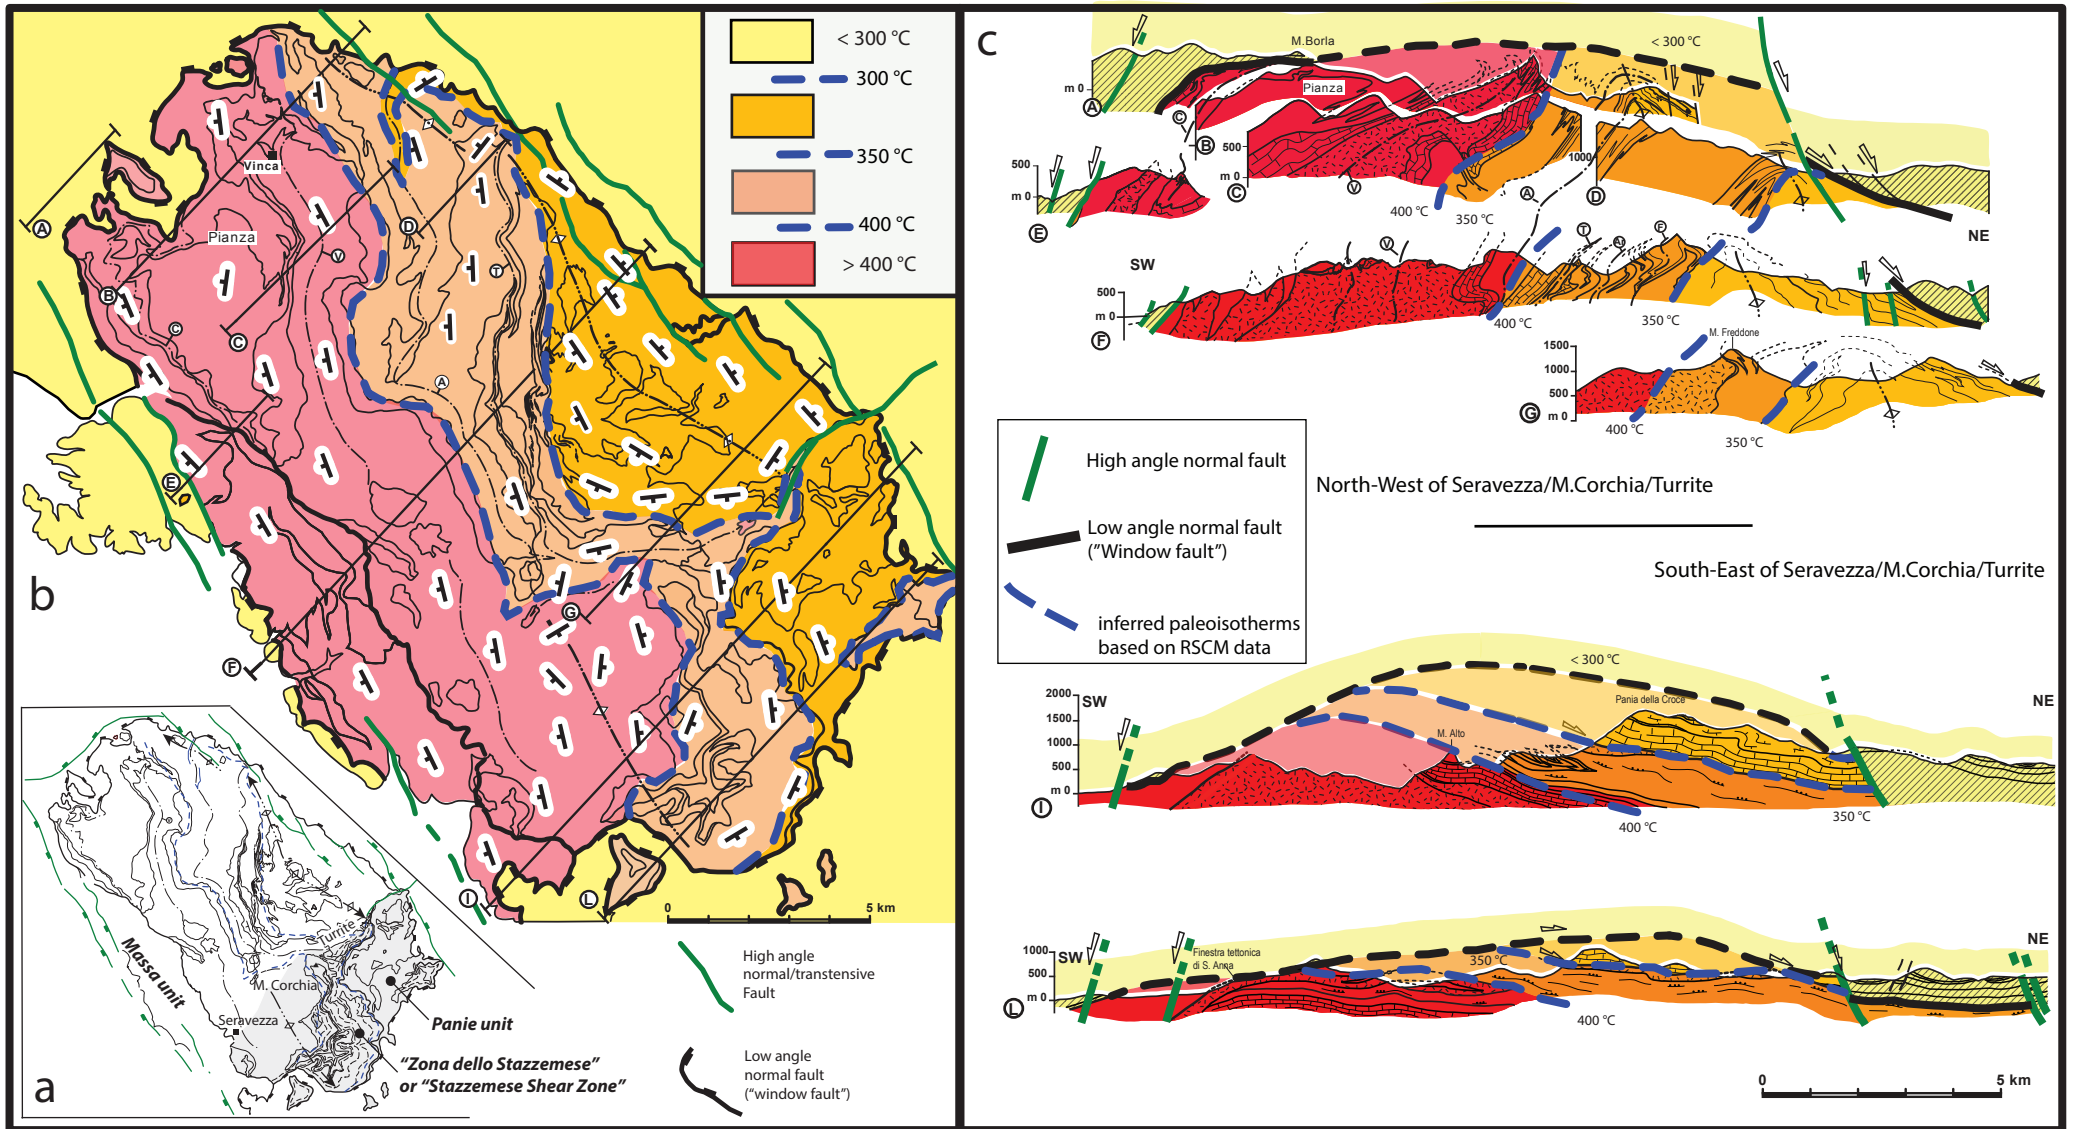 < 300 °C
300 °C
350 °C
400 °C
> 400 °C
Vinca
Pianza
A
B
C
C
V
D
T
A
E
F
G
I
L
b
0 5 km
High angle
normal/transtensive
Fault
Low angle
normal fault
("window fault")
a
Massa unit
Turrite
M. Corchia
Seravezza
Panie unit
"Zona dello Stazzemese"
or "Stazzemese Shear Zone"
c
M.Borla
< 300 °C
Pianza
m 0
A
C
B
500
m 0
C
V
1000
A
D
500
m 0
E
400 °C
350 °C
NE
SW
V
T
Ar
F
500
m 0
F
400 °C
350 °C
M. Freddone
1500
1000
500
m 0
G
400 °C
350 °C
High angle normal fault
Low angle normal fault
("Window fault")
inferred paleoisotherms
based on RSCM data
North-West of Seravezza/M.Corchia/Turrite
South-East of Seravezza/M.Corchia/Turrite
< 300 °C
2000
SW
1500
1000
500
m 0
I
M. Alto
Pania della Croce
NE
400 °C
350 °C
1000
SW
500
m 0
L
Finestra tettonica
di S. Anna
350 °C
NE
400 °C
0 5 km